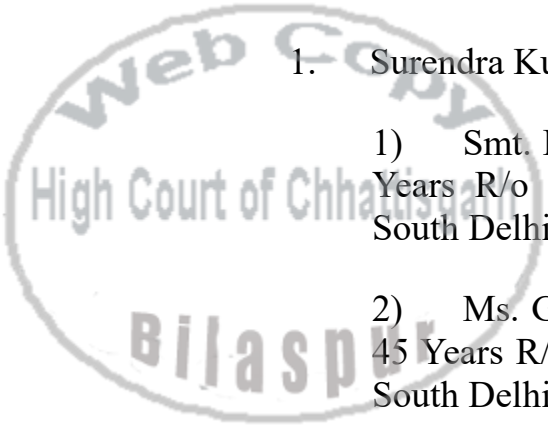 Web Copy
High Court of Chhattisgarh
Bilaspur
1. Surendra Ku
1) Smt.
Years R/o
South Delhi
2) Ms.
45 Years R/
South Delhi